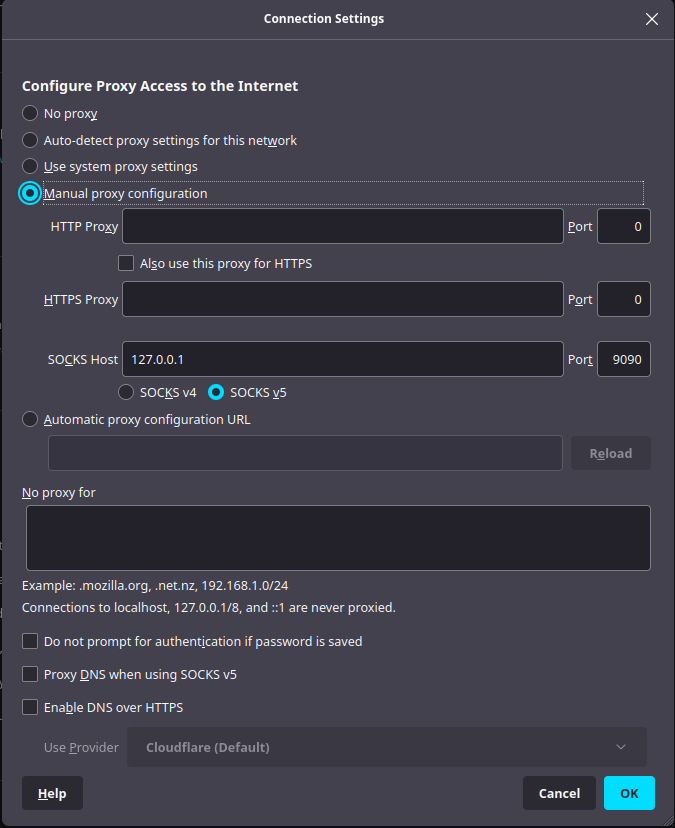 Connection Settings
Configure Proxy Access to the Internet
No proxy
Auto-detect proxy settings for this network
Use system proxy settings
Manual proxy configuration
HTTP Proxy Port 0
Also use this proxy for HTTPS
HTTPS Proxy Port 0
SOCKS Host 127.0.0.1 Port 9090
SOCKS v4 SOCKS v5
Automatic proxy configuration URL
Reload
No proxy for
Example: .mozilla.org, .net.nz, 192.168.1.0/24
Connections to localhost, 127.0.0.1/8, and ::1 are never proxied.
Do not prompt for authentication if password is saved
Proxy DNS when using SOCKS v5
Enable DNS over HTTPS
Use Provider Cloudflare (Default)
Help Cancel OK